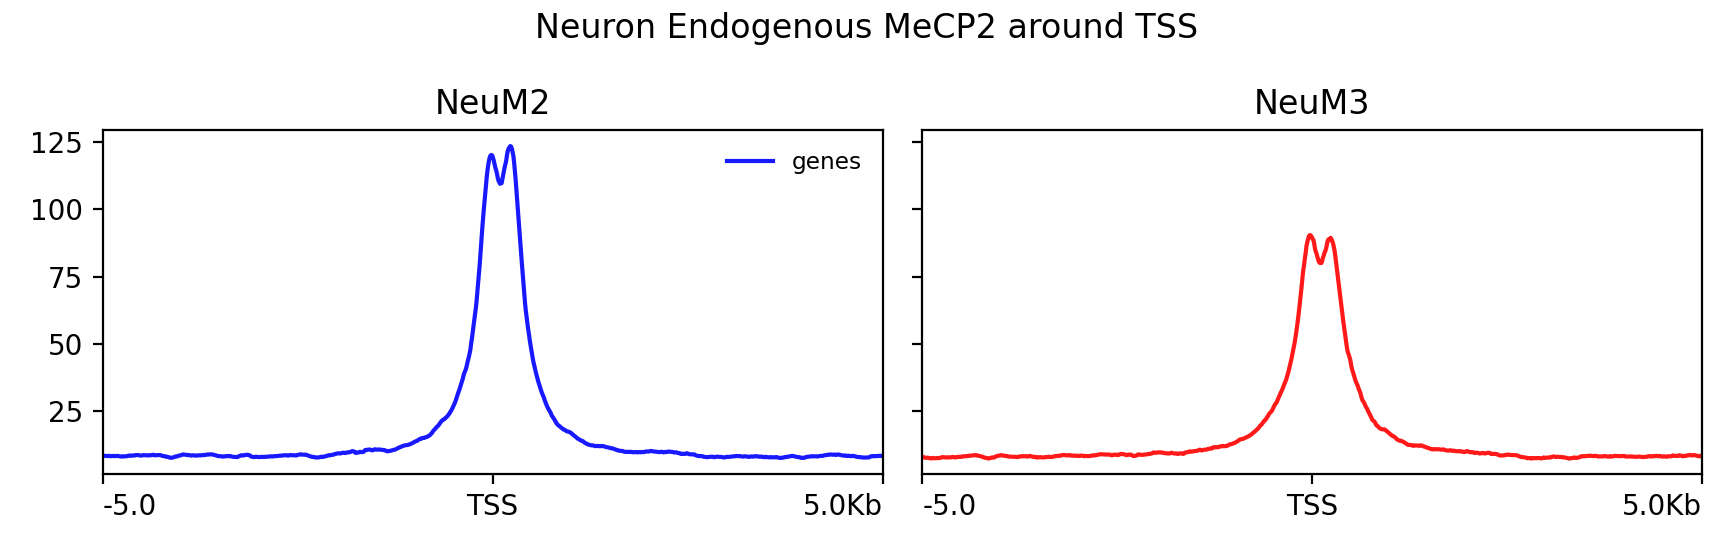 Neuron Endogenous MeCP2 around TSS
NeuM2
NeuM3
125
100
75
50
25
genes
-5.0
TSS
5.0Kb
-5.0
TSS
5.0Kb